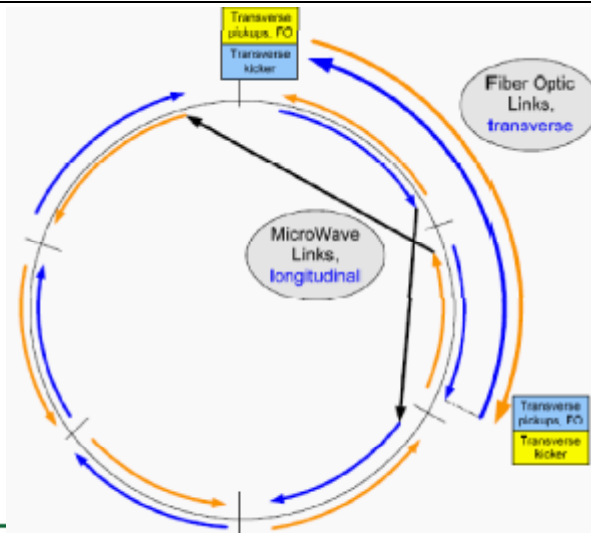 Transverse
pickups, FO
Transverse
kicker
Fiber Optic
Links,
transverse
MicroWave
Links,
longitudinal
Transverse
pickups, FO
Transverse
kicker